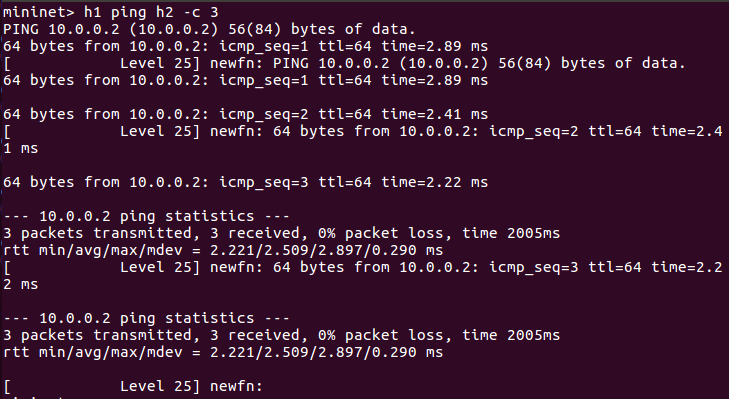 mininet> h1 ping h2 -c 3
PING 10.0.0.2 (10.0.0.2) 56(84) bytes of data.
64 bytes from 10.0.0.2: icmp_seq=1 ttl=64 time=2.89 ms
[            Level 25] newfn: PING 10.0.0.2 (10.0.0.2) 56(84) bytes of data.
64 bytes from 10.0.0.2: icmp_seq=1 ttl=64 time=2.89 ms
64 bytes from 10.0.0.2: icmp_seq=2 ttl=64 time=2.41 ms
[            Level 25] newfn: 64 bytes from 10.0.0.2: icmp_seq=2 ttl=64 time=2.4
1 ms
64 bytes from 10.0.0.2: icmp_seq=3 ttl=64 time=2.22 ms
--- 10.0.0.2 ping statistics ---
3 packets transmitted, 3 received, 0% packet loss, time 2005ms
rtt min/avg/max/mdev = 2.221/2.509/2.897/0.290 ms
[            Level 25] newfn: 64 bytes from 10.0.0.2: icmp_seq=3 ttl=64 time=2.2
2 ms
--- 10.0.0.2 ping statistics ---
3 packets transmitted, 3 received, 0% packet loss, time 2005ms
rtt min/avg/max/mdev = 2.221/2.509/2.897/0.290 ms
[            Level 25] newfn: